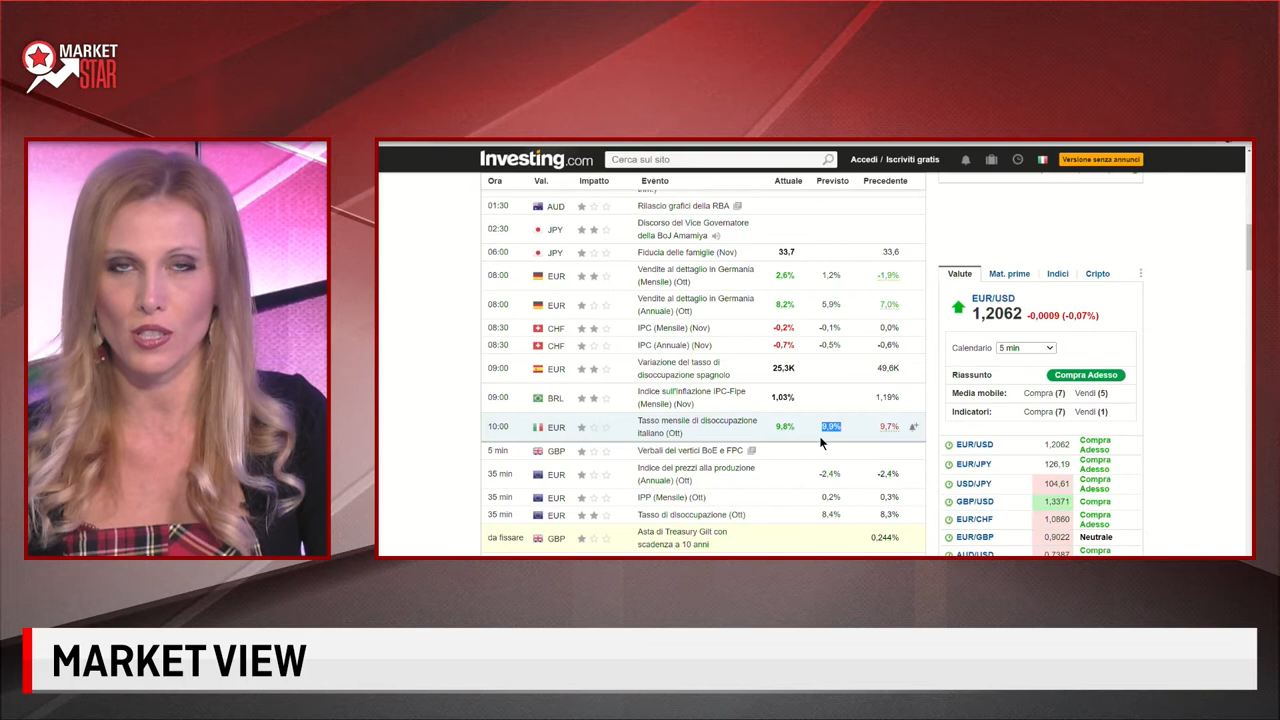 MARKET
STAR
Investing.com
Cerca sul sito
Accedi / Iscriviti gratis
Versione senza annunci
Ora Val. Impatto Evento Attuale Previsto Precedente
01:30 AUD Rilascio grafici della RBA
02:30 JPY Discorso del Vice Governatore
della BoJ Amamiya
06:00 JPY Fiducia delle famiglie (Nov) 33,7 33,6
08:00 EUR Vendite al dettaglio in Germania
(Mensile) (Ott) 2,6% 1,2% -1,9%
08:00 EUR Vendite al dettaglio in Germania
(Annuale) (Ott) 8,2% 5,9% 7,0%
08:30 CHF IPC (Mensile) (Nov) -0,2% -0,1% 0,0%
08:30 CHF IPC (Annuale) (Nov) -0,7% -0,5% -0,6%
09:00 EUR Variazione del tasso di
disoccupazione spagnolo 25,3K 49,6K
09:00 BRL Indice sull'inflazione IPC-Fipe
(Mensile) (Nov) 1,03% 1,19%
10:00 EUR Tasso mensile di disoccupazione
italiano (Ott) 9,8% 9,9% 9,7%
5 min GBP Verbali dei vertici BoE e FPC
35 min EUR Indice dei prezzi alla produzione
(Annuale) (Ott) -2,4% -2,4%
35 min EUR IPP (Mensile) (Ott) 0,2% 0,3%
35 min EUR Tasso di disoccupazione (Ott) 8,4% 8,3%
da fissare GBP Asta di Treasury Gilt con
scadenza a 10 anni 0,244%
Valute Mat. prime Indici Cripto
EUR/USD
1,2062 -0,0009 (-0,07%)
Calendario 5 min
Riassunto Compra Adesso
Media mobile: Compra (7) Vendi (5)
Indicatori: Compra (7) Vendi (1)
EUR/USD 1,2062 Compra
Adesso
EUR/JPY 126,19 Compra
Adesso
USD/JPY 104,61 Compra
Adesso
GBP/USD 1,3371 Compra
EUR/CHF 1,0860 Compra
Adesso
EUR/GBP 0,9022 Neutrale
AUD/USD 0,7387 Compra
MARKET VIEW